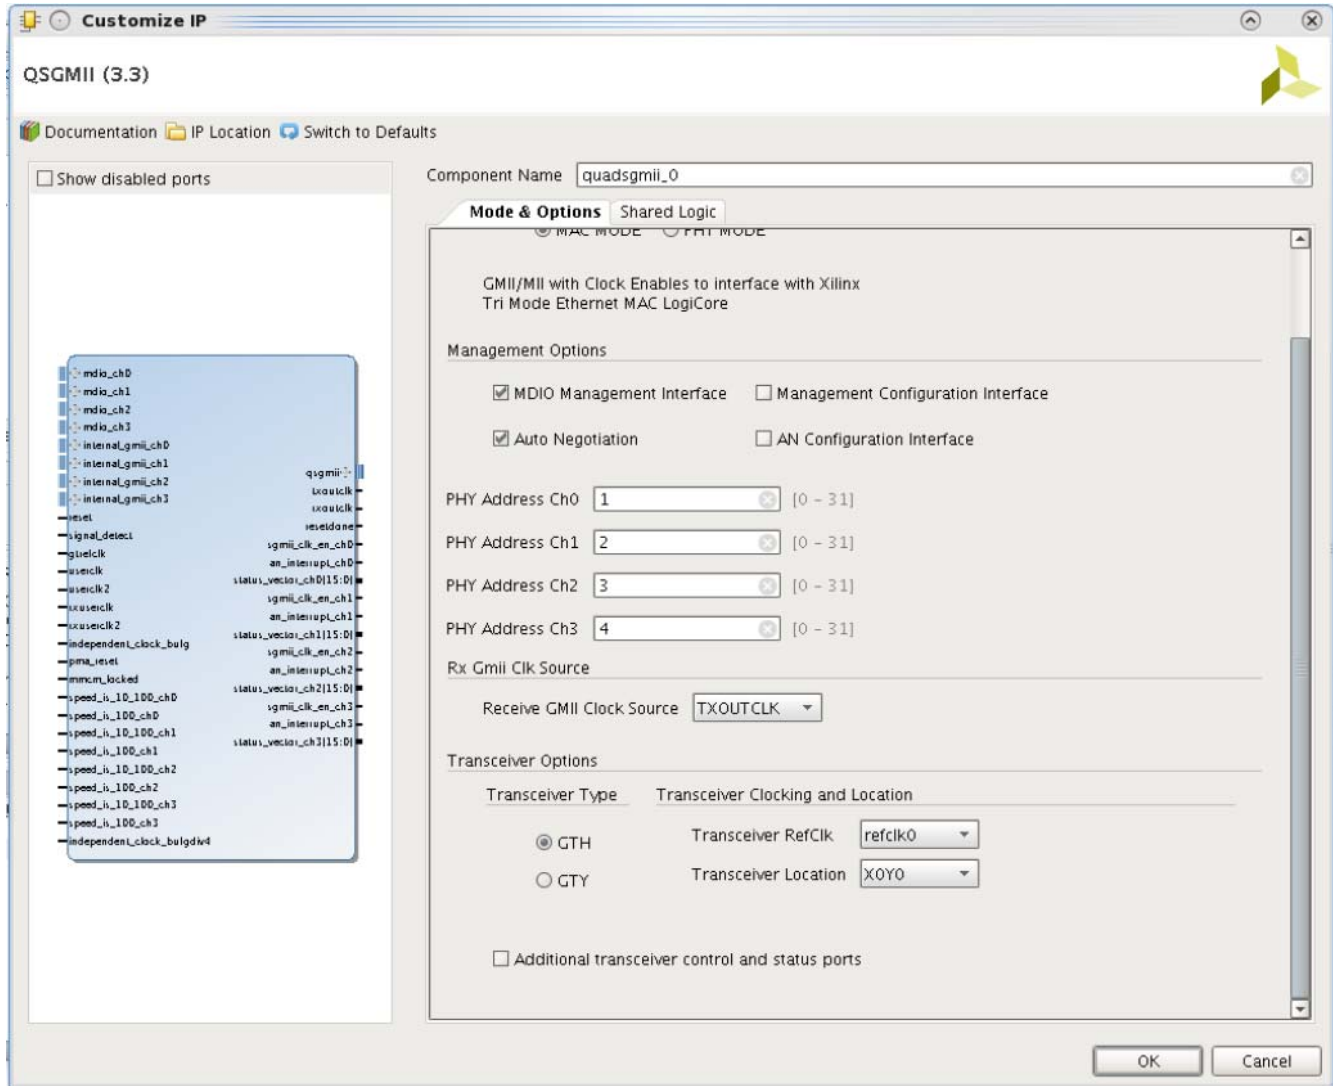 Customize IP
QSGMII (3.3)
Documentation IP Location Switch to Defaults
Show disabled ports
mdio_ch0
mdio_ch1
mdio_ch2
mdio_ch3
internal_gmii_ch0
internal_gmii_ch1
internal_gmii_ch2
internal_gmii_ch3
reset
signal_detect
gtrefclk
userclk
userclk2
rxuserclk
rxuserclk2
independent_clock_bufg
pma_reset
mmcm_locked
speed_is_10_100_ch0
speed_is_100_ch0
speed_is_10_100_ch1
speed_is_100_ch1
speed_is_10_100_ch2
speed_is_100_ch2
speed_is_10_100_ch3
speed_is_100_ch3
independent_clock_bufgdiv4
qsgmii
txoutclk
rxoutclk
resetdone
sgmii_clk_en_ch0
an_interrupt_ch0
status_vector_ch0[15:0]
sgmii_clk_en_ch1
an_interrupt_ch1
status_vector_ch1[15:0]
sgmii_clk_en_ch2
an_interrupt_ch2
status_vector_ch2[15:0]
sgmii_clk_en_ch3
an_interrupt_ch3
status_vector_ch3[15:0]
Component Name quadsgmii_0
Mode & Options Shared Logic
MAC MODE PHY MODE
GMII/MII with Clock Enables to interface with Xilinx
Tri Mode Ethernet MAC LogiCore
Management Options
MDIO Management Interface Management Configuration Interface
Auto Negotiation AN Configuration Interface
PHY Address Ch0 1 [0 - 31]
PHY Address Ch1 2 [0 - 31]
PHY Address Ch2 3 [0 - 31]
PHY Address Ch3 4 [0 - 31]
Rx Gmii Clk Source
Receive GMII Clock Source TXOUTCLK
Transceiver Options
Transceiver Type Transceiver Clocking and Location
GTH Transceiver RefClk refclk0
GTY Transceiver Location X0Y0
Additional transceiver control and status ports
OK Cancel